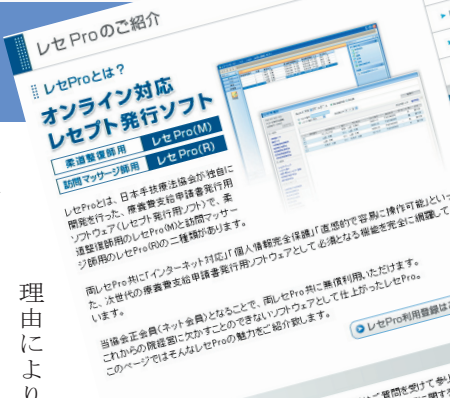 レセProのご紹介
レセProとは？
オンライン対応
レセプト発行ソフト
柔道整復師用 レセPro(M)
訪問マッサージ師用 レセPro(R)
レセProとは、日本手技療法協会が独自に
開発を行った、療養費支給申請書発行用
ソフトウェア(レセプト発行用ソフト)で、柔
道整復師用のレセPro(M)と訪問マッサー
ジ師用のレセPro(R)の二種類があります。
両レセPro共に「インターネット対応」「個人情報完全保護」「直感的で容易に操作可能」といっ
た、次世代の療養費支給申請書発行用ソフトウェアとして必須となる機能を完全に網羅して
います。
当協会正会員(ネット会員)となることで、両レセPro共に無償利用いただけます。
これからの院経営に欠かすことのできないソフトウェアとして仕上がったレセPro。
このページではそんなレセProの魅力をご紹介致します。
レセPro利用登録は
ご質問を受けて参り
理由により